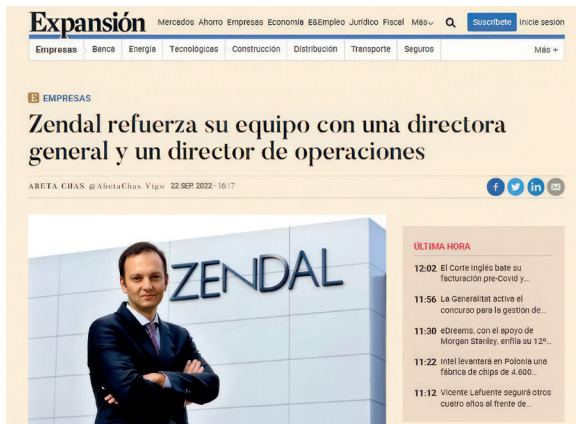 Expansión
Mercados Ahorro Empresas Economía E&Empleo Jurídico Fiscal Más
Suscríbete Inicie sesión
Empresas Banca Energía Tecnológicas Construcción Distribución Transporte Seguros Más +
E EMPRESAS
Zendal refuerza su equipo con una directora
general y un director de operaciones
ABETA CHAS @AbetaChas Vigo 22 SEP. 2022 - 16:17
ZENDAL
ÚLTIMA HORA
12:02 El Corte Inglés bate su
facturación pre-Covid y...
11:56 La Generalitat activa el
concurso para la gestión de...
11:30 eDreams, con el apoyo de
Morgan Stanley, enfila su 12º...
11:22 Intel levantará en Polonia una
fábrica de chips de 4.600...
11:12 Vicente Lafuente seguirá otros
cuatro años al frente de...